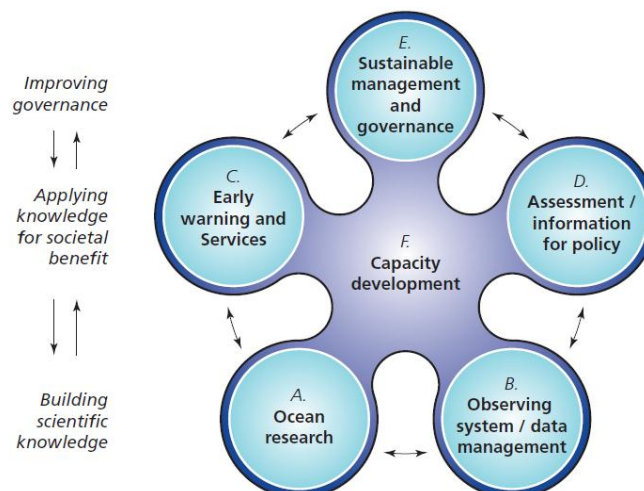 E.
Sustainable
management
and
governance
Improving
governance
C.
Early
warning and
Services
D.
Assessment /
information
for policy
Applying
knowledge
for societal
benefit
F.
Capacity
development
A.
Ocean
research
B.
Observing
system / data
management
Building
scientific
knowledge